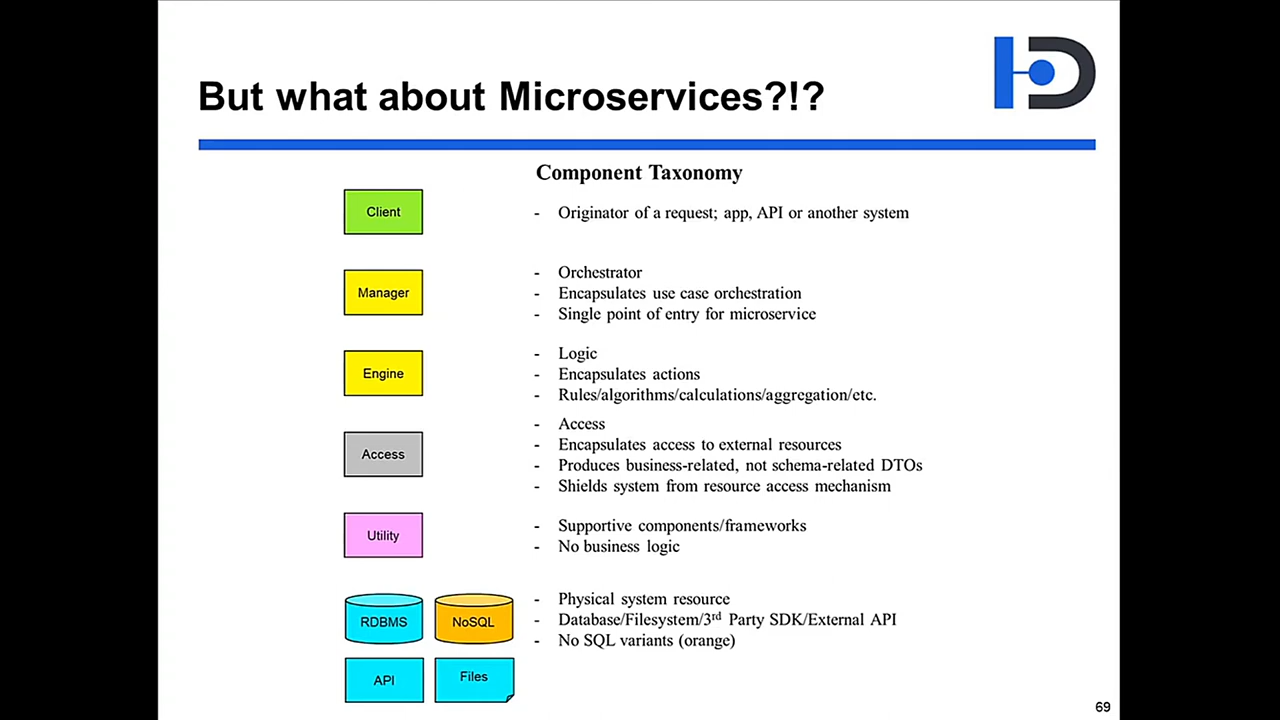 But what about Microservices?!?
Component Taxonomy
Client
- Originator of a request; app, API or another system
Manager
- Orchestrator
- Encapsulates use case orchestration
- Single point of entry for microservice
Engine
- Logic
- Encapsulates actions
- Rules/algorithms/calculations/aggregation/etc.
Access
- Access
- Encapsulates access to external resources
- Produces business-related, not schema-related DTOs
- Shields system from resource access mechanism
Utility
- Supportive components/frameworks
- No business logic
RDBMS
NoSQL
- Physical system resource
- Database/Filesystem/3rd Party SDK/External API
- No SQL variants (orange)
API
Files
69